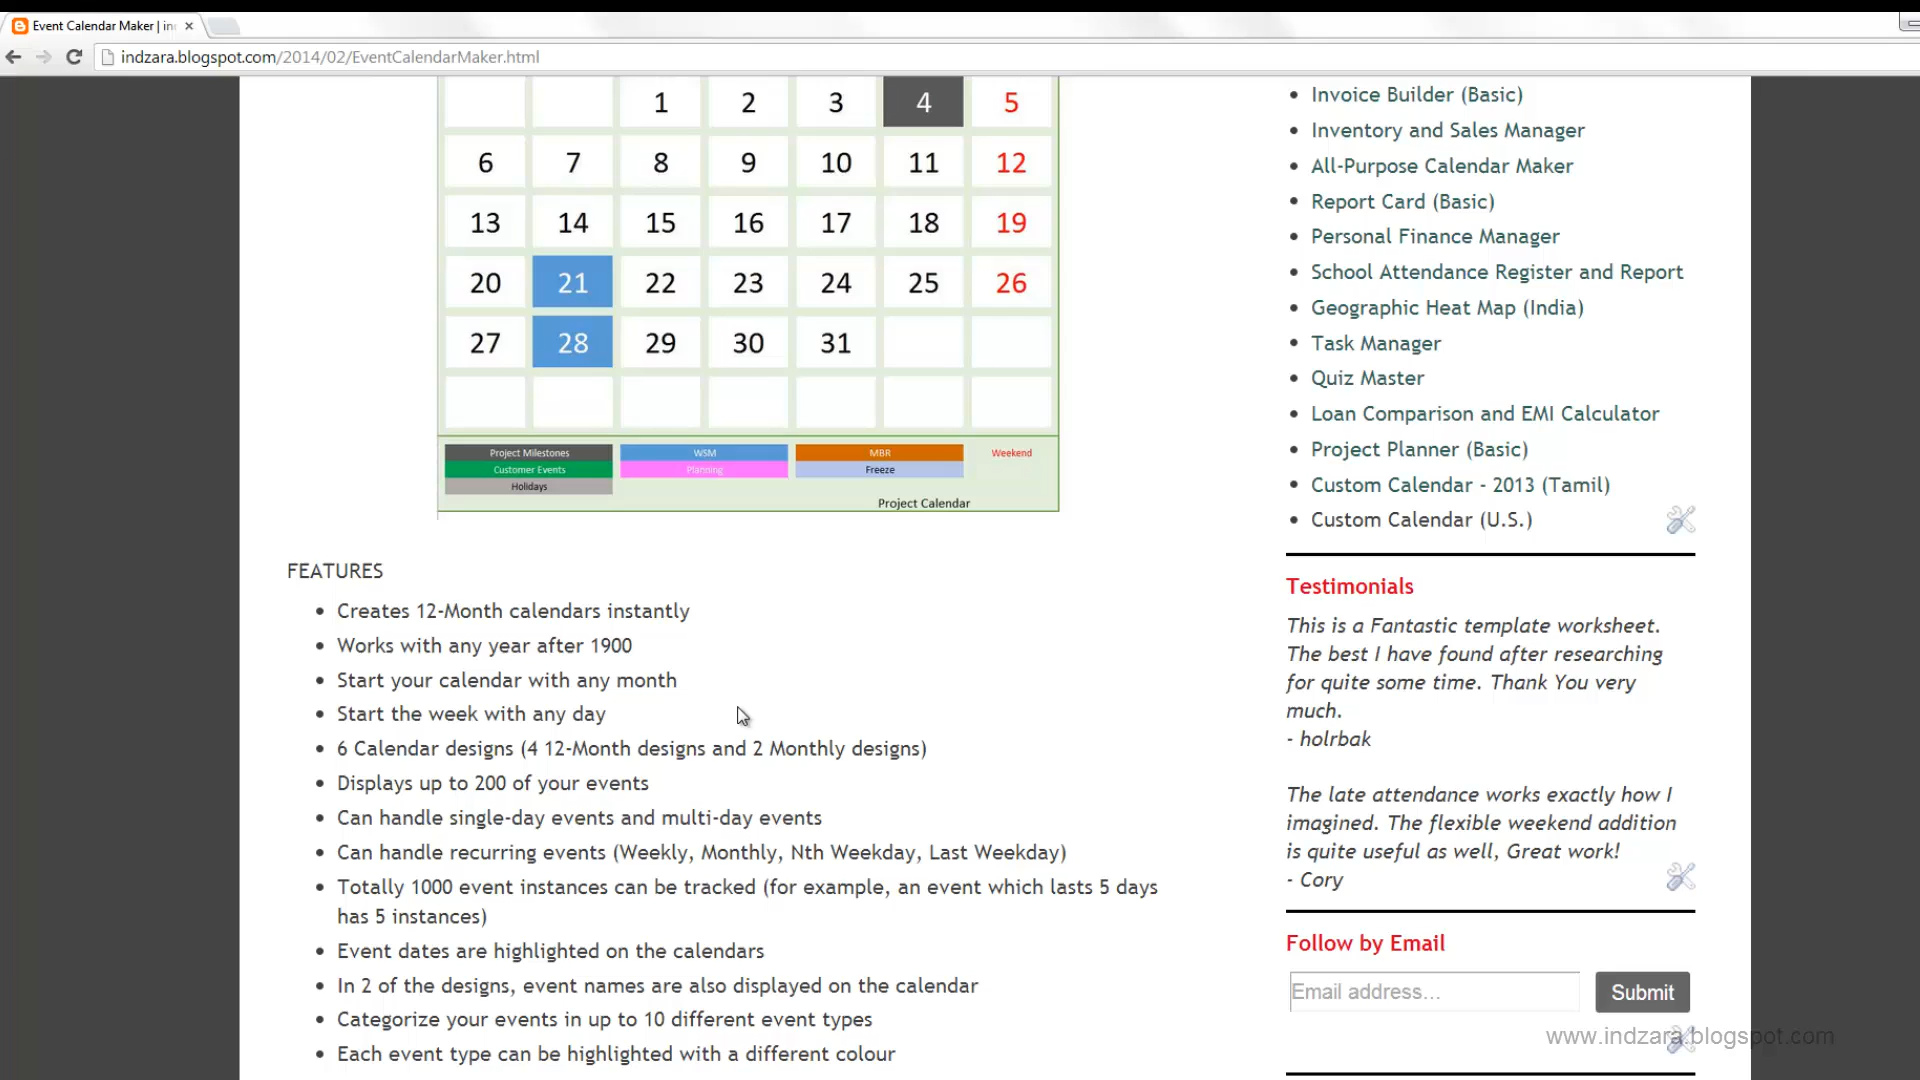 Event Calendar Maker | in
indzara.blogspot.com/2014/02/EventCalendarMaker.html
1 2 3 4 5
6 7 8 9 10 11 12
13 14 15 16 17 18 19
20 21 22 23 24 25 26
27 28 29 30 31
Project Milestones WSM MBR Weekend
Customer Events Planning Freeze
Holidays
Project Calendar
FEATURES
Creates 12-Month calendars instantly
Works with any year after 1900
Start your calendar with any month
Start the week with any day
6 Calendar designs (4 12-Month designs and 2 Monthly designs)
Displays up to 200 of your events
Can handle single-day events and multi-day events
Can handle recurring events (Weekly, Monthly, Nth Weekday, Last Weekday)
Totally 1000 event instances can be tracked (for example, an event which lasts 5 days
has 5 instances)
Event dates are highlighted on the calendars
In 2 of the designs, event names are also displayed on the calendar
Categorize your events in up to 10 different event types
Each event type can be highlighted with a different colour
Invoice Builder (Basic)
Inventory and Sales Manager
All-Purpose Calendar Maker
Report Card (Basic)
Personal Finance Manager
School Attendance Register and Report
Geographic Heat Map (India)
Task Manager
Quiz Master
Loan Comparison and EMI Calculator
Project Planner (Basic)
Custom Calendar - 2013 (Tamil)
Custom Calendar (U.S.)
Testimonials
This is a Fantastic template worksheet.
The best I have found after researching
for quite some time. Thank You very
much.
- holrbak
The late attendance works exactly how I
imagined. The flexible weekend addition
is quite useful as well, Great work!
- Cory
Follow by Email
Email address...
Submit
www.indzara.blogspot.com